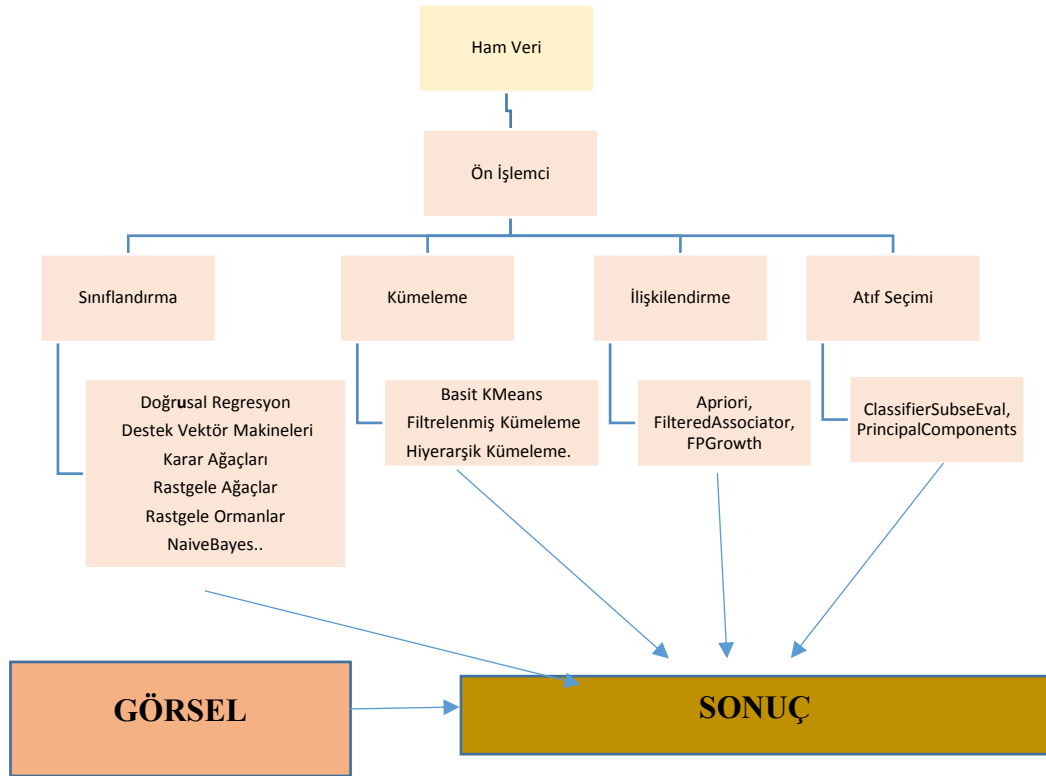 Ham Veri
Ön İşlemci
Sınıflandırma
Kümeleme
İlişkilendirme
Atıf Seçimi
Doğrusal Regresyon
Destek Vektör Makineleri
Karar Ağaçları
Rastgele Ağaçlar
Rastgele Ormanlar
NaiveBayes..
Basit KMeans
Filtrelenmiş Kümeleme
Hiyerarşik Kümeleme..
Apriori,
FilteredAssociator,
FPGrowth
ClassifierSubseEval,
PrincipalComponents
GÖRSEL
SONUÇ